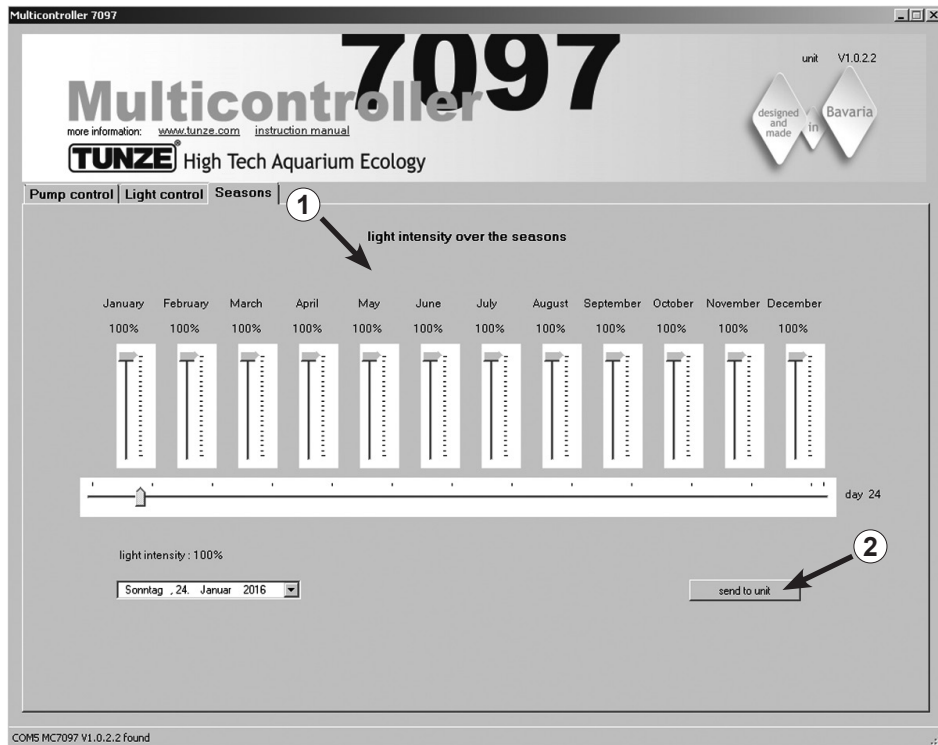 Multicontroller 7097
7097
unit V1.0.2.2
Multicontroller
more information: www.tunze.com instruction manual
designed and made in Bavaria
TUNZE® High Tech Aquarium Ecology
Pump control Light control Seasons
1
light intensity over the seasons
January February March April May June July August September October November December
100% 100% 100% 100% 100% 100% 100% 100% 100% 100% 100% 100%
day 24
2
light intensity : 100%
Sonntag , 24. Januar 2016
send to unit
COM5 MC7097 V1.0.2.2 found